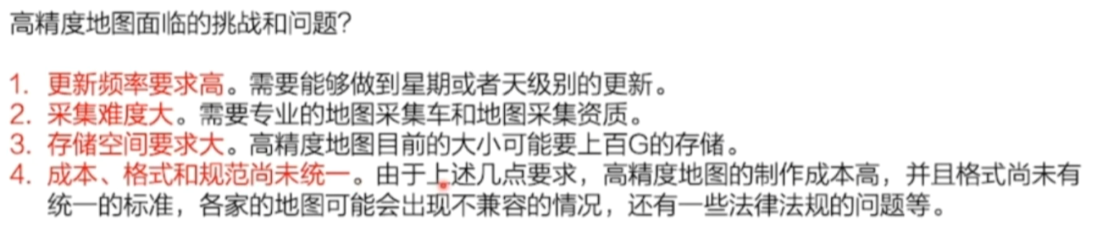 高精度地图面临的挑战和问题?
1. 更新频率要求高。需要能够做到星期或者天级别的更新。
2. 采集难度大。需要专业的地图采集车和地图采集资质。
3. 存储空间要求大。高精度地图目前的大小可能要上百G的存储。
4. 成本、格式和规范尚未统一。由于上述几点要求，高精度地图的制作成本高，并且格式尚未有
统一的标准，各家的地图可能会出现不兼容的情况，还有一些法律法规的问题等。